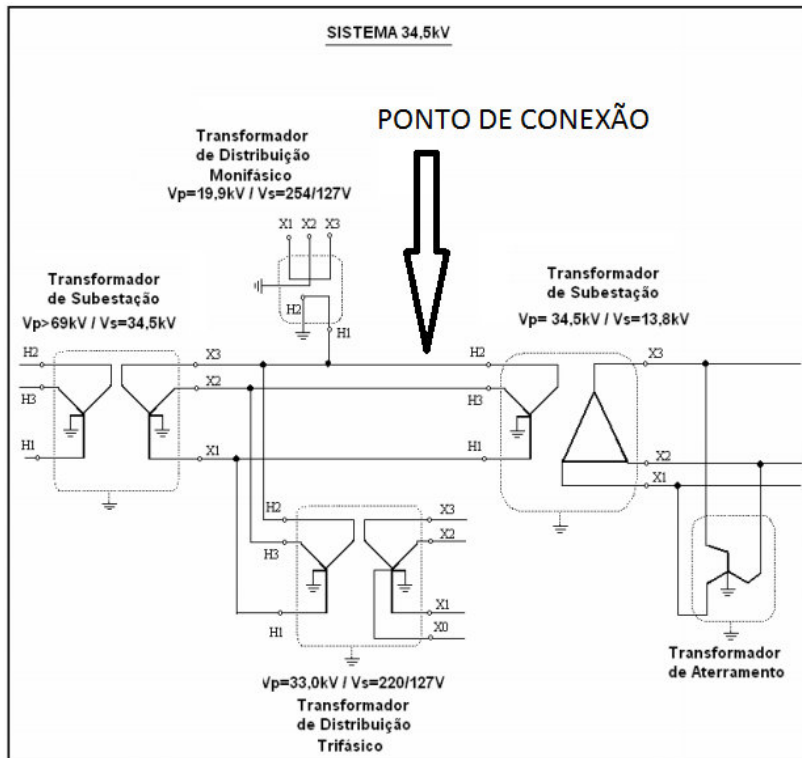 SISTEMA 34,5kV
PONTO DE CONEXÃO
Transformador
de Distribuição
Monifásico
Vp=19,9kV / Vs=254/127V
X1
X2
X3
H2
H1
Transformador
de Subestação
Vp>69kV / Vs=34,5kV
H2
H3
H1
X3
X2
X1
Transformador
de Subestação
Vp= 34,5kV / Vs=13,8kV
H2
H3
H1
X3
X2
X1
H2
H3
H1
X3
X2
X1
X0
Vp=33,0kV / Vs=220/127V
Transformador
de Distribuição
Trifásico
Transformador
de Aterramento